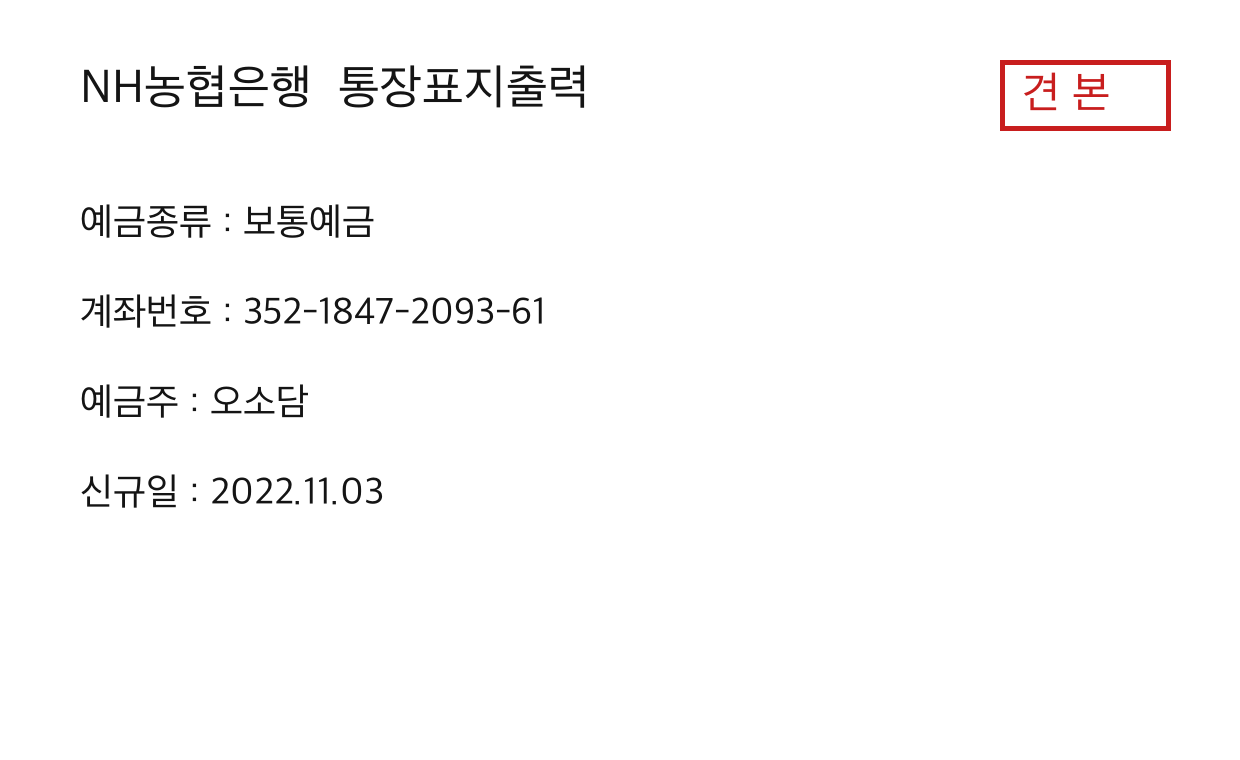 NH농협은행 통장표지출력
견 본
예금종류 : 보통예금
계좌번호 : 352-1847-2093-61
예금주 : 오소담
신규일 : 2022.11.03